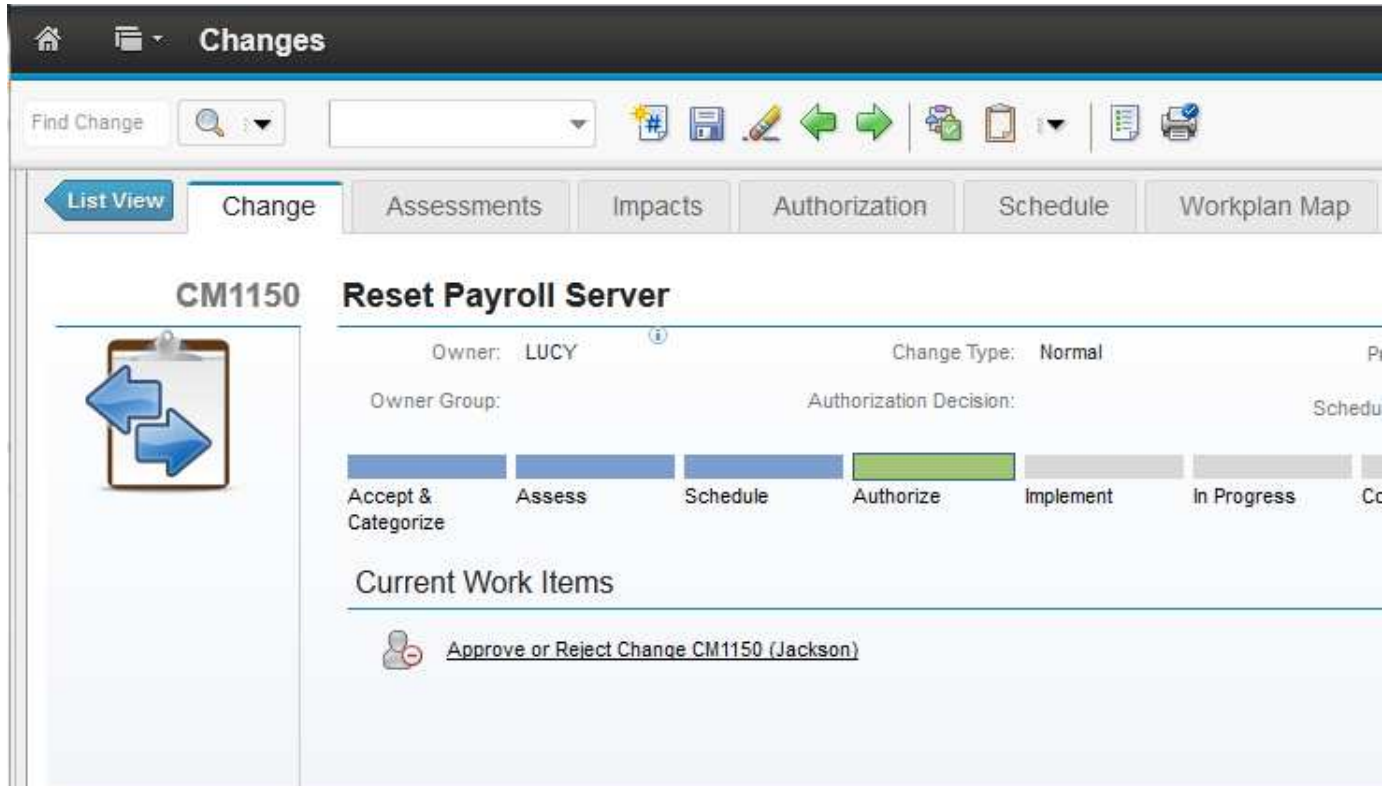 Changes
Find Change
List View Change Assessments Impacts Authorization Schedule Workplan Map
CM1150 Reset Payroll Server
Owner: LUCY Change Type: Normal
Owner Group: Authorization Decision:
Accept & Assess Schedule Authorize Implement In Progress
Categorize
Current Work Items
Approve or Reject Change CM1150 (Jackson)